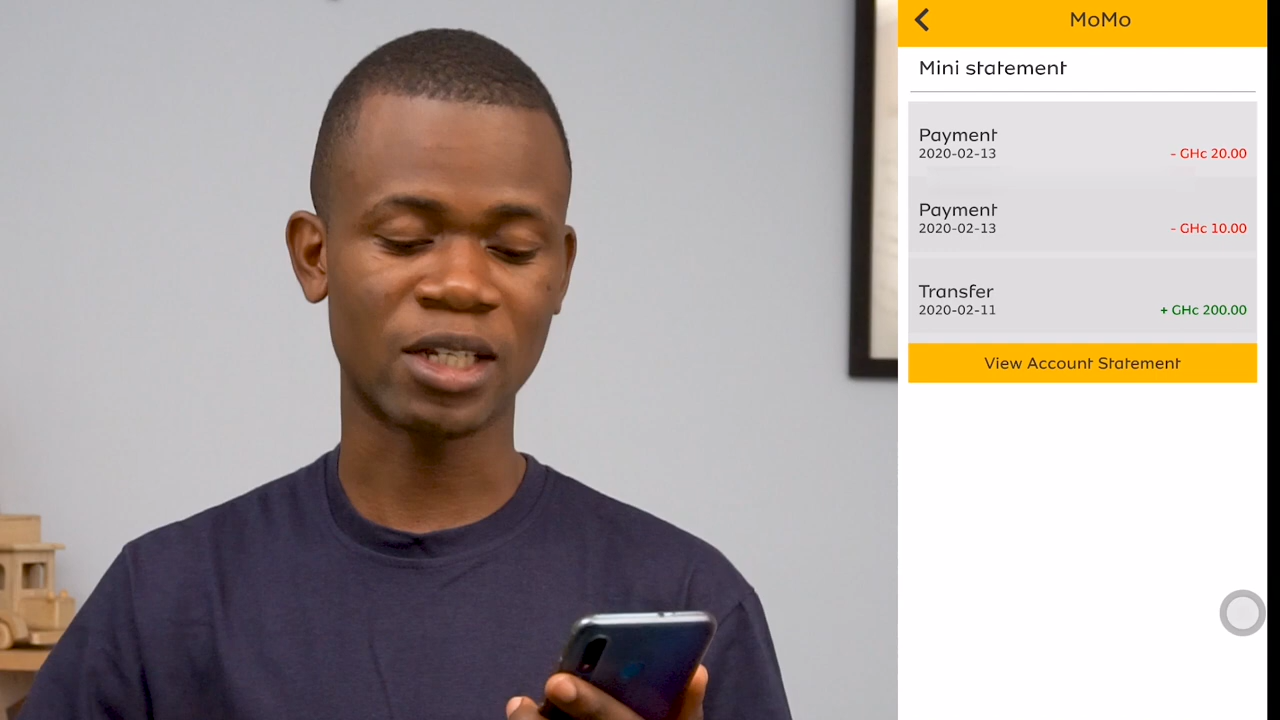 MoMo
Mini statement
Payment
2020-02-13
- GHc 20.00
Payment
2020-02-13
- GHc 10.00
Transfer
2020-02-11
+ GHc 200.00
View Account Statement